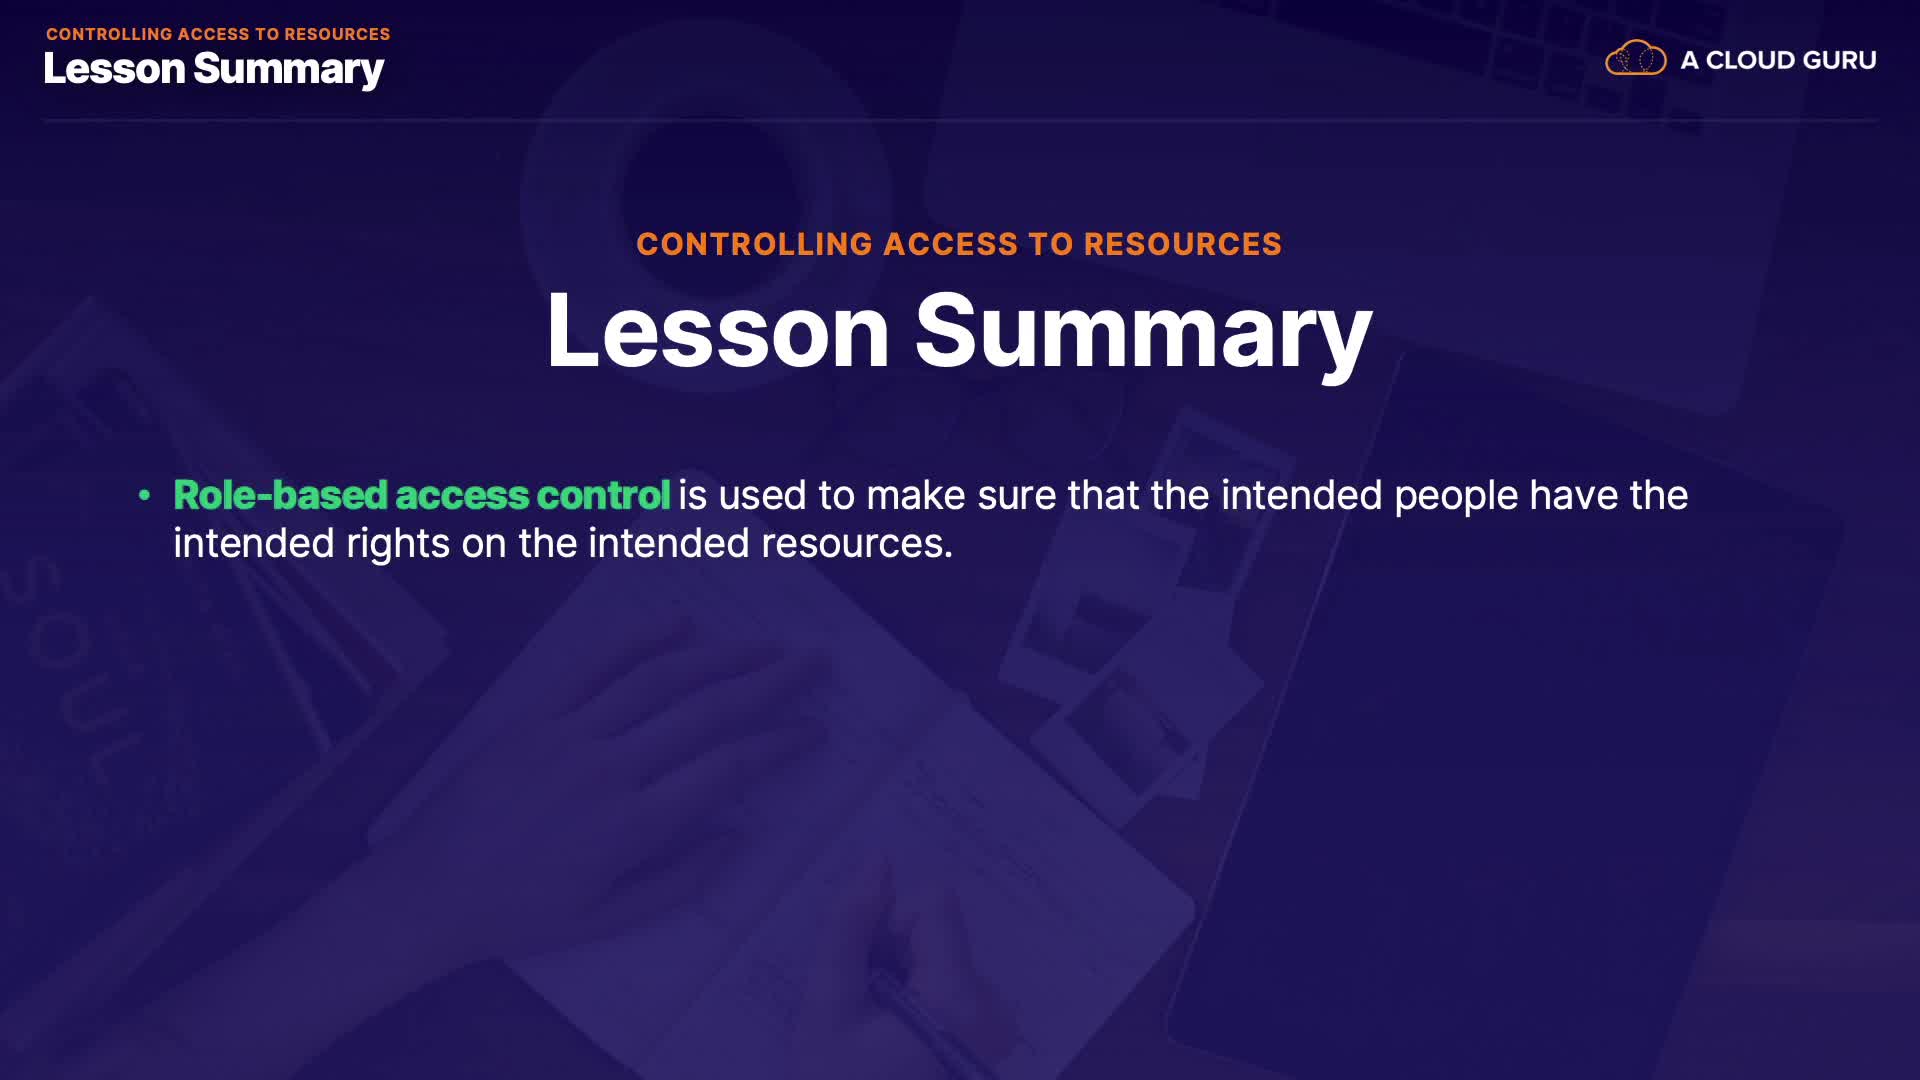 CONTROLLING ACCESS TO RESOURCES
Lesson Summary
A CLOUD GURU
CONTROLLING ACCESS TO RESOURCES
Lesson Summary
• Role-based access control is used to make sure that the intended people have the
intended rights on the intended resources.
SOUL